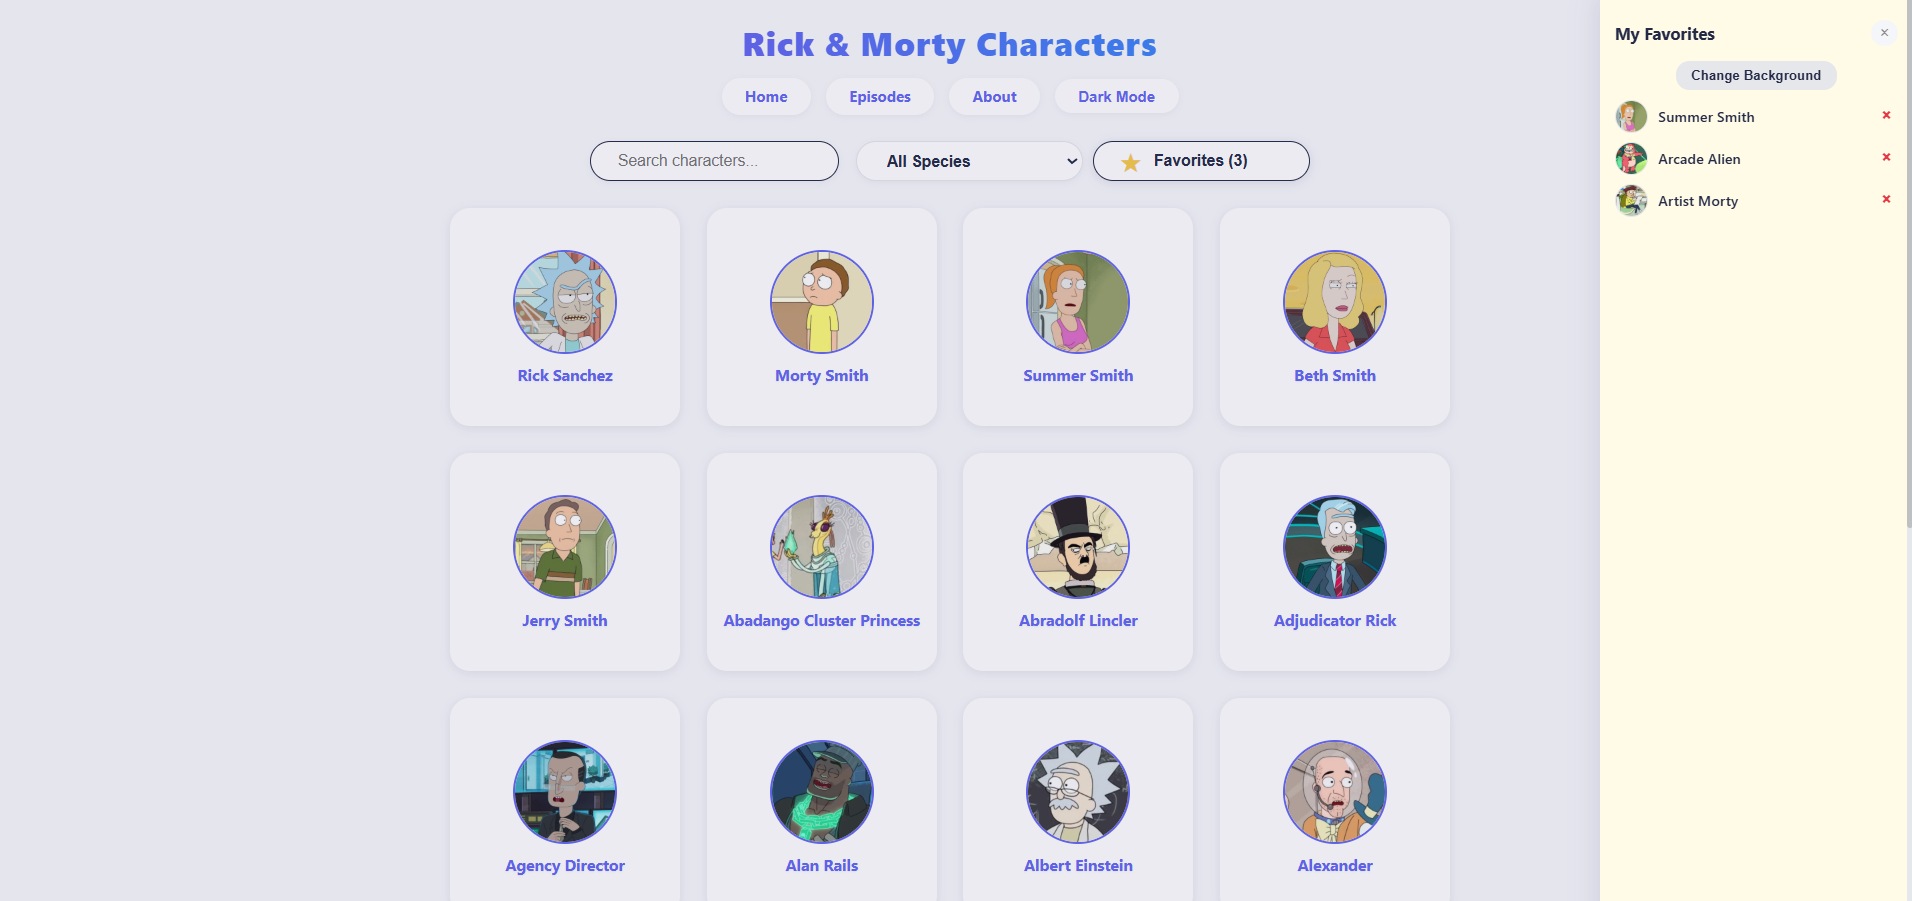 Rick & Morty Characters
Home
Episodes
About
Dark Mode
Search characters...
All Species
Favorites (3)
Rick Sanchez
Morty Smith
Summer Smith
Beth Smith
Jerry Smith
Abadango Cluster Princess
Abradolf Lincler
Adjudicator Rick
Agency Director
Alan Rails
Albert Einstein
Alexander
My Favorites
Change Background
Summer Smith
Arcade Alien
Artist Morty